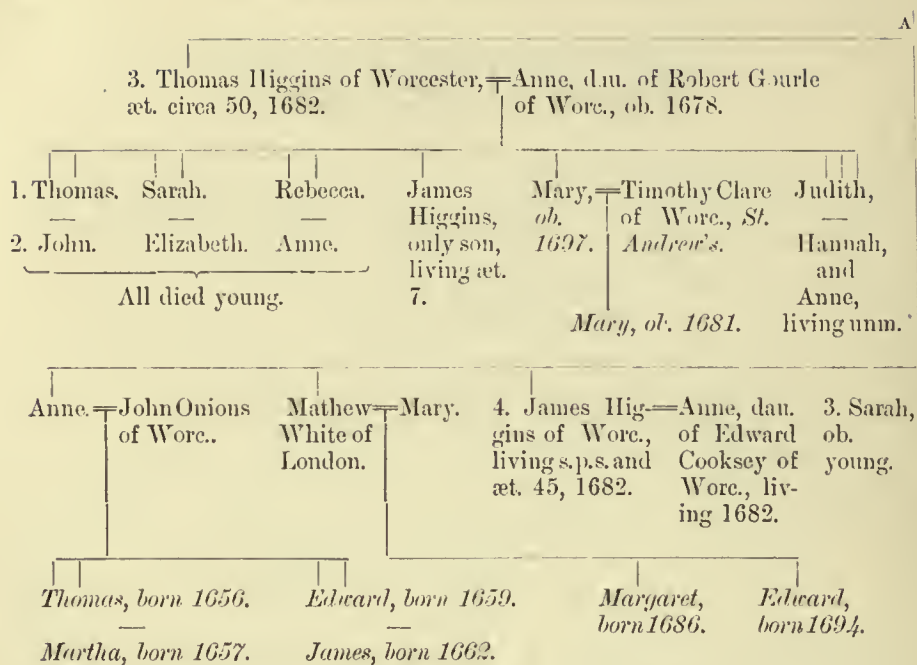 A
3. Thomas Higgins of Worcester,
æt. circa 50, 1682.
Anne, dau. of Robert Gourle
of Worc., ob. 1678.
1. Thomas.
—
2. John.
Sarah.
—
Elizabeth.
Rebecca.
—
Anne.
All died young.
James
Higgins,
only son,
living æt.
7.
Mary,
ob.
1697.
Timothy Clare
of Worc., St.
Andrew's.
Judith,
—
Hannah,
and
Anne,
living unm.
Mary, ob. 1681.
Anne.
John Onions
of Worc..
Mathew
White of
London.
Mary.
4. James Hig-
gins of Worc.,
living s.p.s. and
æt. 45, 1682.
Anne, dau.
of Edward
Cooksey of
Worc., liv-
ing 1682.
3. Sarah,
ob.
young.
Thomas, born 1656.
—
Martha, born 1657.
Edward, born 1659.
—
James, born 1662.
Margaret,
born 1686.
Edward,
born 1694.